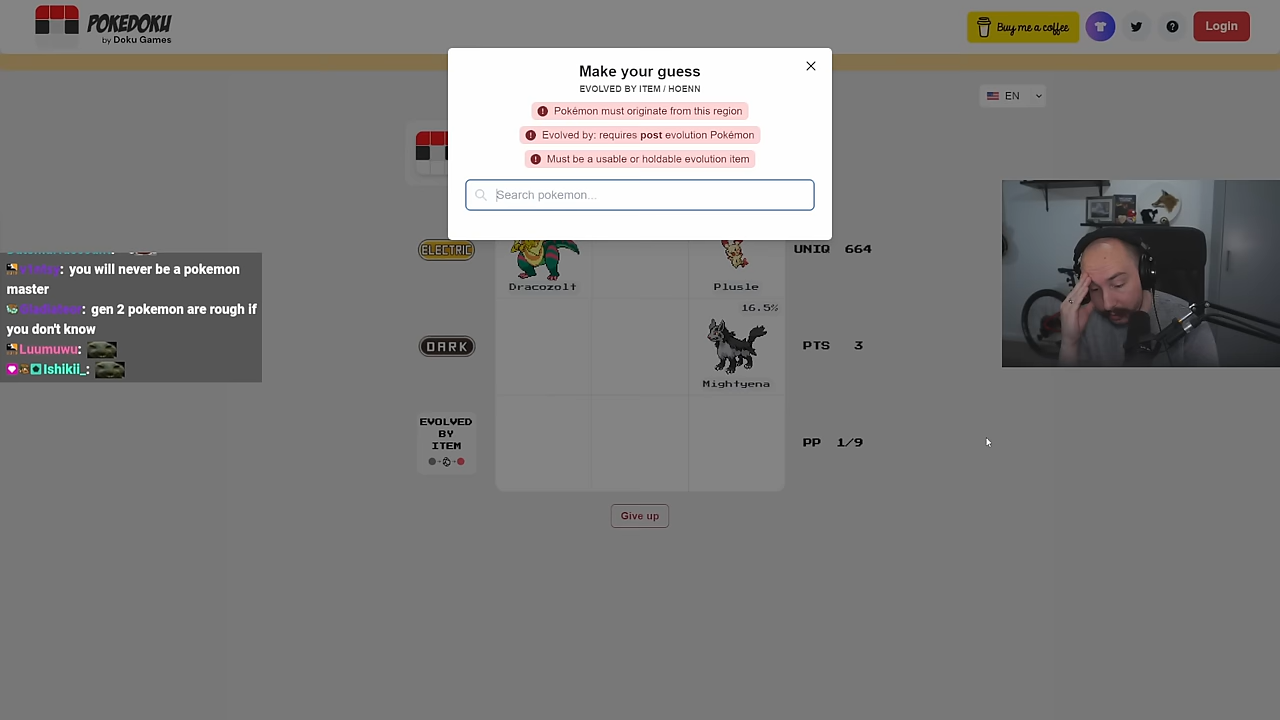 POKEDOKU
by Doku Games
Buy me a coffee
Login
Make your guess
EVOLVED BY ITEM / HOENN
Pokémon must originate from this region
Evolved by: requires post evolution Pokémon
Must be a usable or holdable evolution item
Search pokemon...
EN
ELECTRIC
Dracozolt
Plusle
UNIQ 664
16.5%
DARK
Mightyena
PTS 3
EVOLVED
BY
ITEM
PP 1/9
Give up
: you will never be a pokemon
master
: gen 2 pokemon are rough if
you don't know
Luumuwu:
Ishikii_: